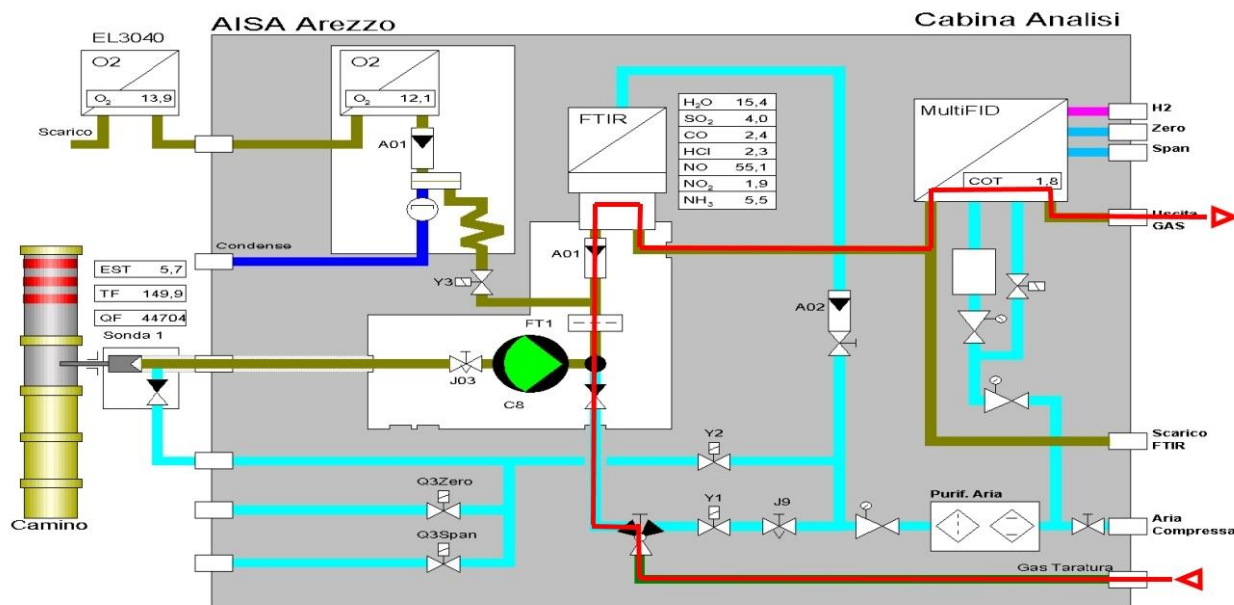 AISA Arezzo
Cabina Analisi
EL3040
O2
O2 13,9
Scarico
O2
O2 12,1
A01
FTIR
H2O 15,4
SO2 4,0
CO 2,4
HCl 2,3
NO 55,1
NO2 1,9
NH3 5,5
MultiFID
COT 1,8
H2
Zero
Span
Uscita
GAS
Condense
A01
Y3
EST 5,7
TF 149,9
QF 44704
Sonda 1
FT1
A02
J03
C8
Y2
Scarico
FTIR
Q3Zero
Y1
J9
Purif. Aria
Camino
Aria
Compressa
Q3Span
Gas Taratura